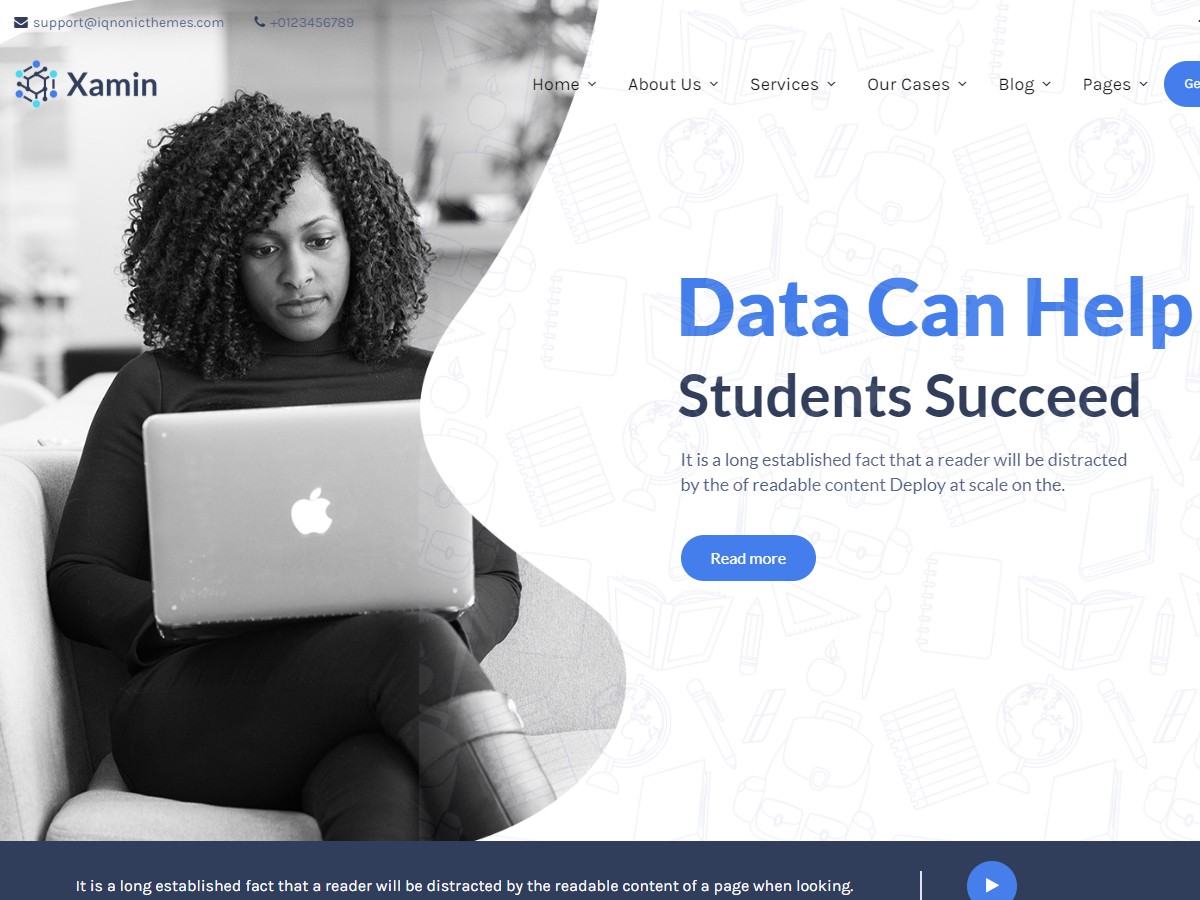 support@iqnonicthemes.com +0123456789
Xamin
Home About Us Services Our Cases Blog Pages
Data Can Help
Students Succeed
It is a long established fact that a reader will be distracted
by the of readable content Deploy at scale on the.
Read more
It is a long established fact that a reader will be distracted by the readable content of a page when looking.